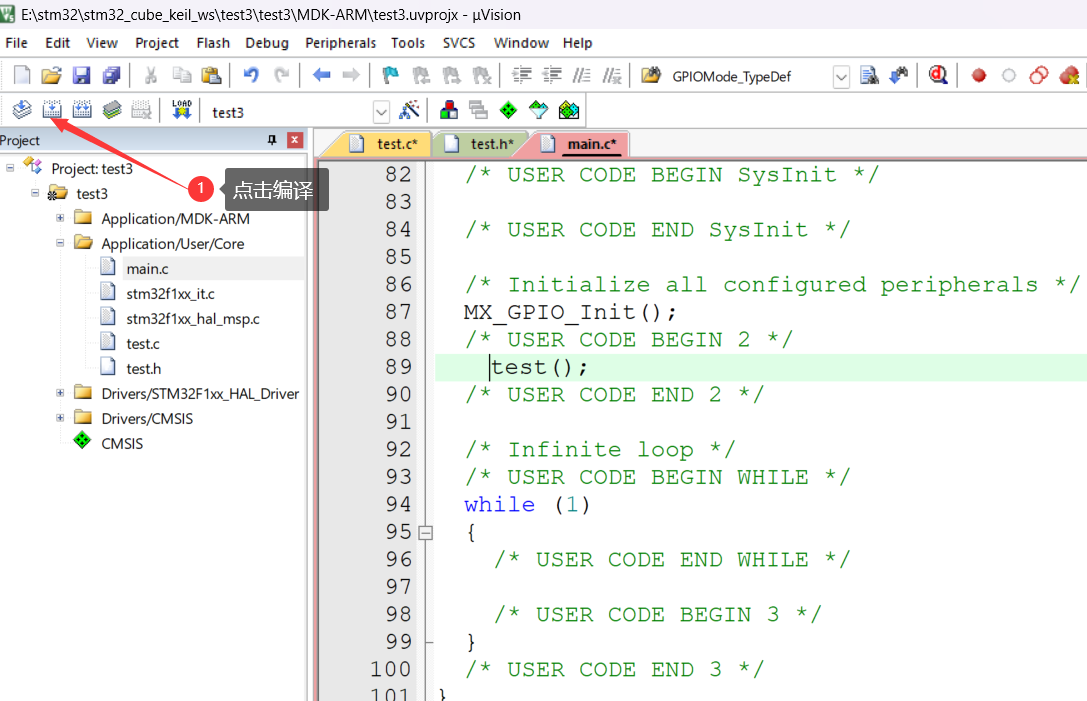 E:\stm32\stm32_cube_keil_ws\test3\test3\MDK-ARM\test3.uvprojx - µVision
File Edit View Project Flash Debug Peripherals Tools SVCS Window Help
GPIOMode_TypeDef
LOAD
test3
Project
test.c* test.h* main.c*
Project: test3
test3
Application/MDK-ARM
Application/User/Core
main.c
stm32f1xx_it.c
stm32f1xx_hal_msp.c
test.c
test.h
Drivers/STM32F1xx_HAL_Driver
Drivers/CMSIS
CMSIS
1 点击编译
82 /* USER CODE BEGIN SysInit */
83
84 /* USER CODE END SysInit */
85
86 /* Initialize all configured peripherals */
87 MX_GPIO_Init();
88 /* USER CODE BEGIN 2 */
89 test();
90 /* USER CODE END 2 */
91
92 /* Infinite loop */
93 /* USER CODE BEGIN WHILE */
94 while (1)
95 {
96 /* USER CODE END WHILE */
97
98 /* USER CODE BEGIN 3 */
99 }
100 /* USER CODE END 3 */
101 }